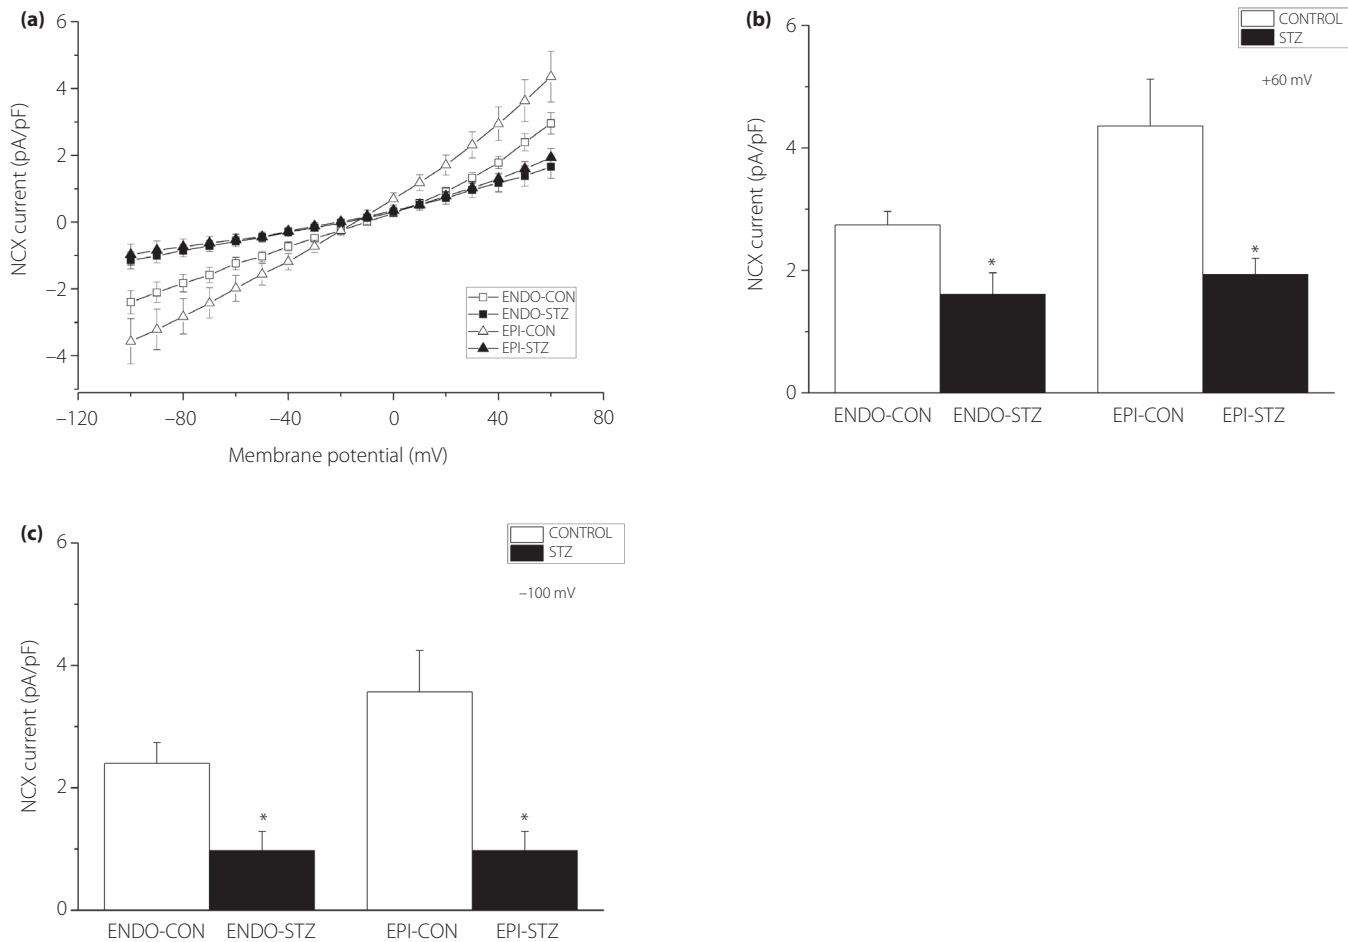 (a)
6
4
2
0
−2
−4
NCX current (pA/pF)
ENDO-CON
ENDO-STZ
EPI-CON
EPI-STZ
−120 −80 −40 0 40 80
Membrane potential (mV)
(b)
CONTROL
STZ
+60 mV
6
4
2
0
NCX current (pA/pF)
* *
ENDO-CON ENDO-STZ EPI-CON EPI-STZ
(c)
CONTROL
STZ
−100 mV
6
4
2
0
NCX current (pA/pF)
* *
ENDO-CON ENDO-STZ EPI-CON EPI-STZ